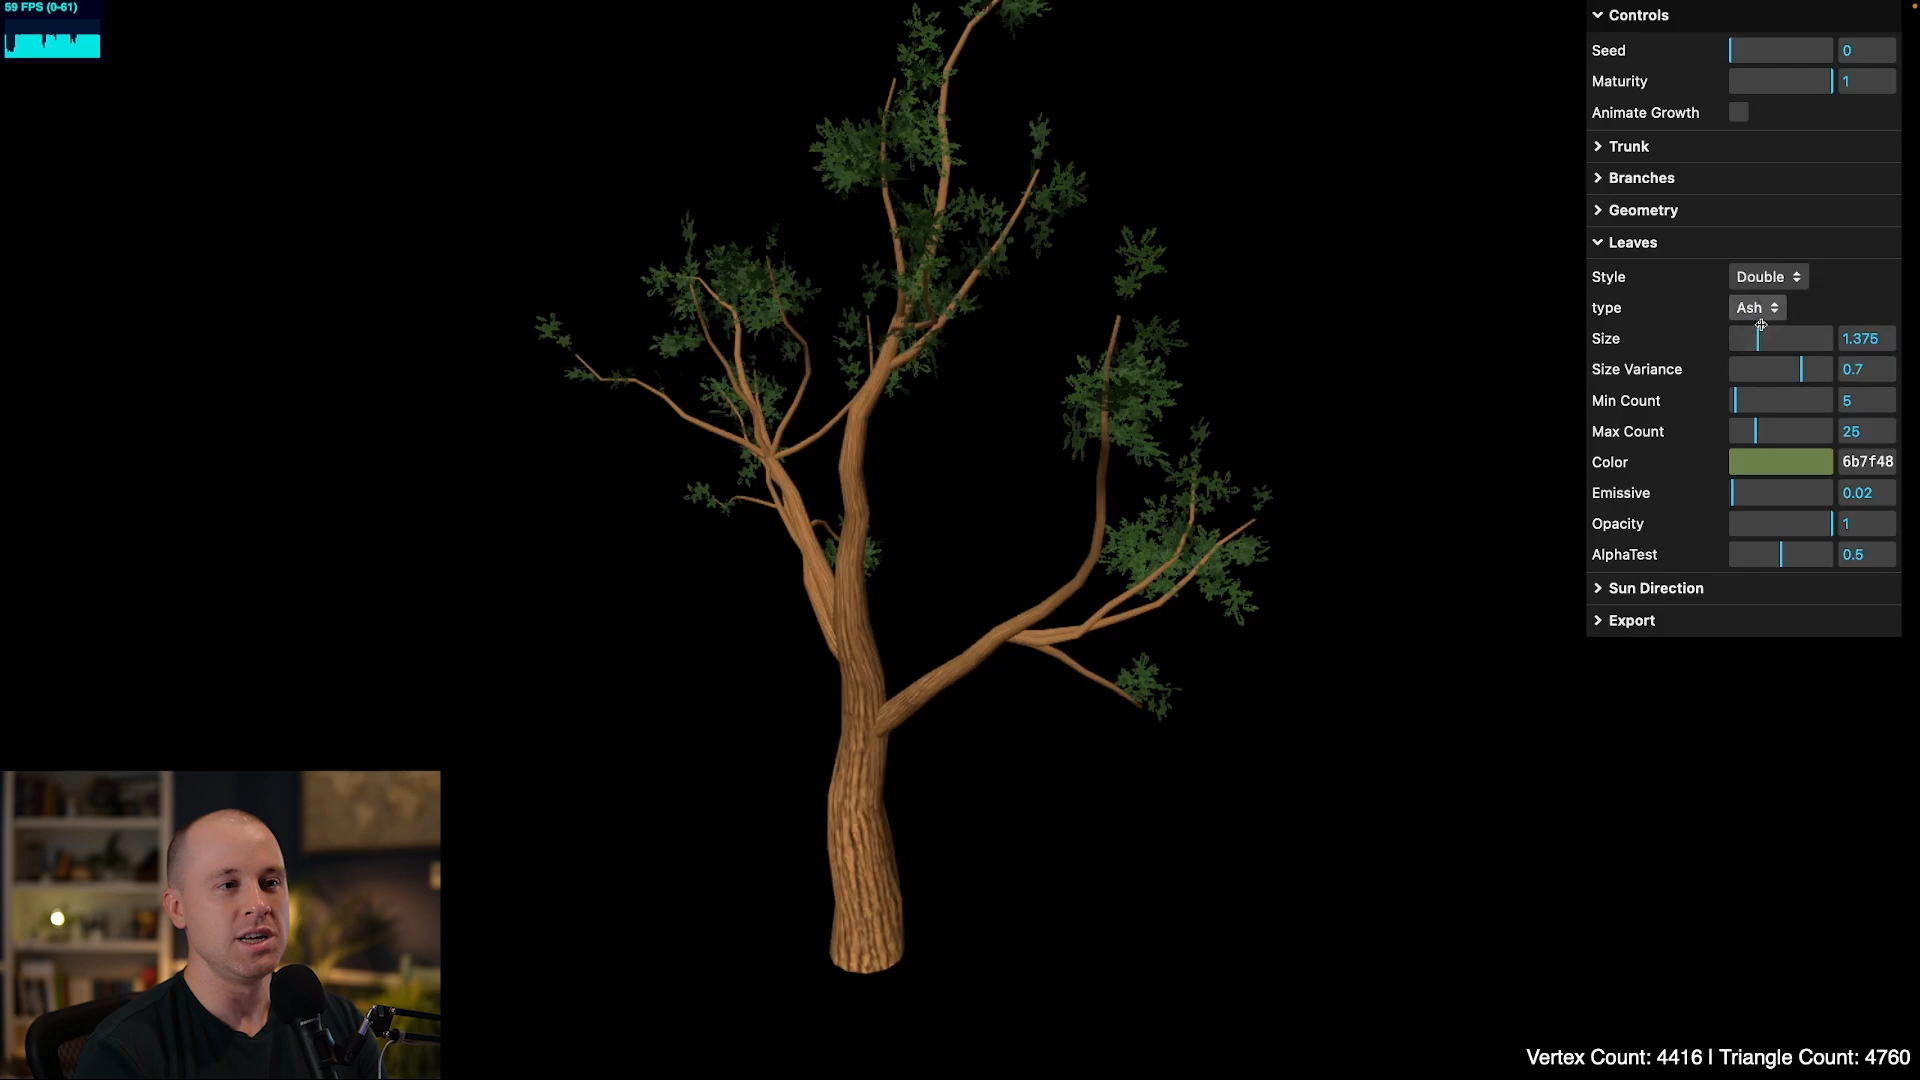 59 FPS (0-61)
Controls
Seed 0
Maturity 1
Animate Growth
Trunk
Branches
Geometry
Leaves
Style Double
type Ash
Size 1.375
Size Variance 0.7
Min Count 5
Max Count 25
Color 6b7f48
Emissive 0.02
Opacity 1
AlphaTest 0.5
Sun Direction
Export
Vertex Count: 4416 | Triangle Count: 4760